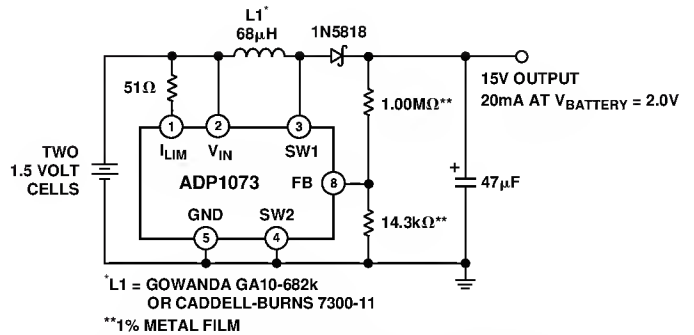 L1*
68µH
1N5818
51Ω
15V OUTPUT
20mA AT VBATTERY = 2.0V
1.00MΩ**
1
2
3
ILIM
VIN
SW1
TWO
1.5 VOLT
CELLS
ADP1073
FB
8
+
47µF
GND
SW2
14.3kΩ**
5
4
*L1 = GOWANDA GA10-682k
OR CADDELL-BURNS 7300-11
**1% METAL FILM